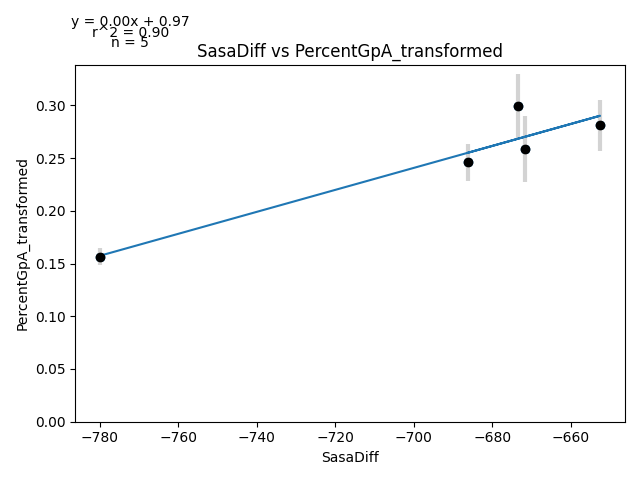 y = 0.00x + 0.97
r^2 = 0.90
n = 5
SasaDiff vs PercentGpA_transformed
PercentGpA_transformed
0.30
0.25
0.20
0.15
0.10
0.05
0.00
−780 −760 −740 −720 −700 −680 −660
SasaDiff